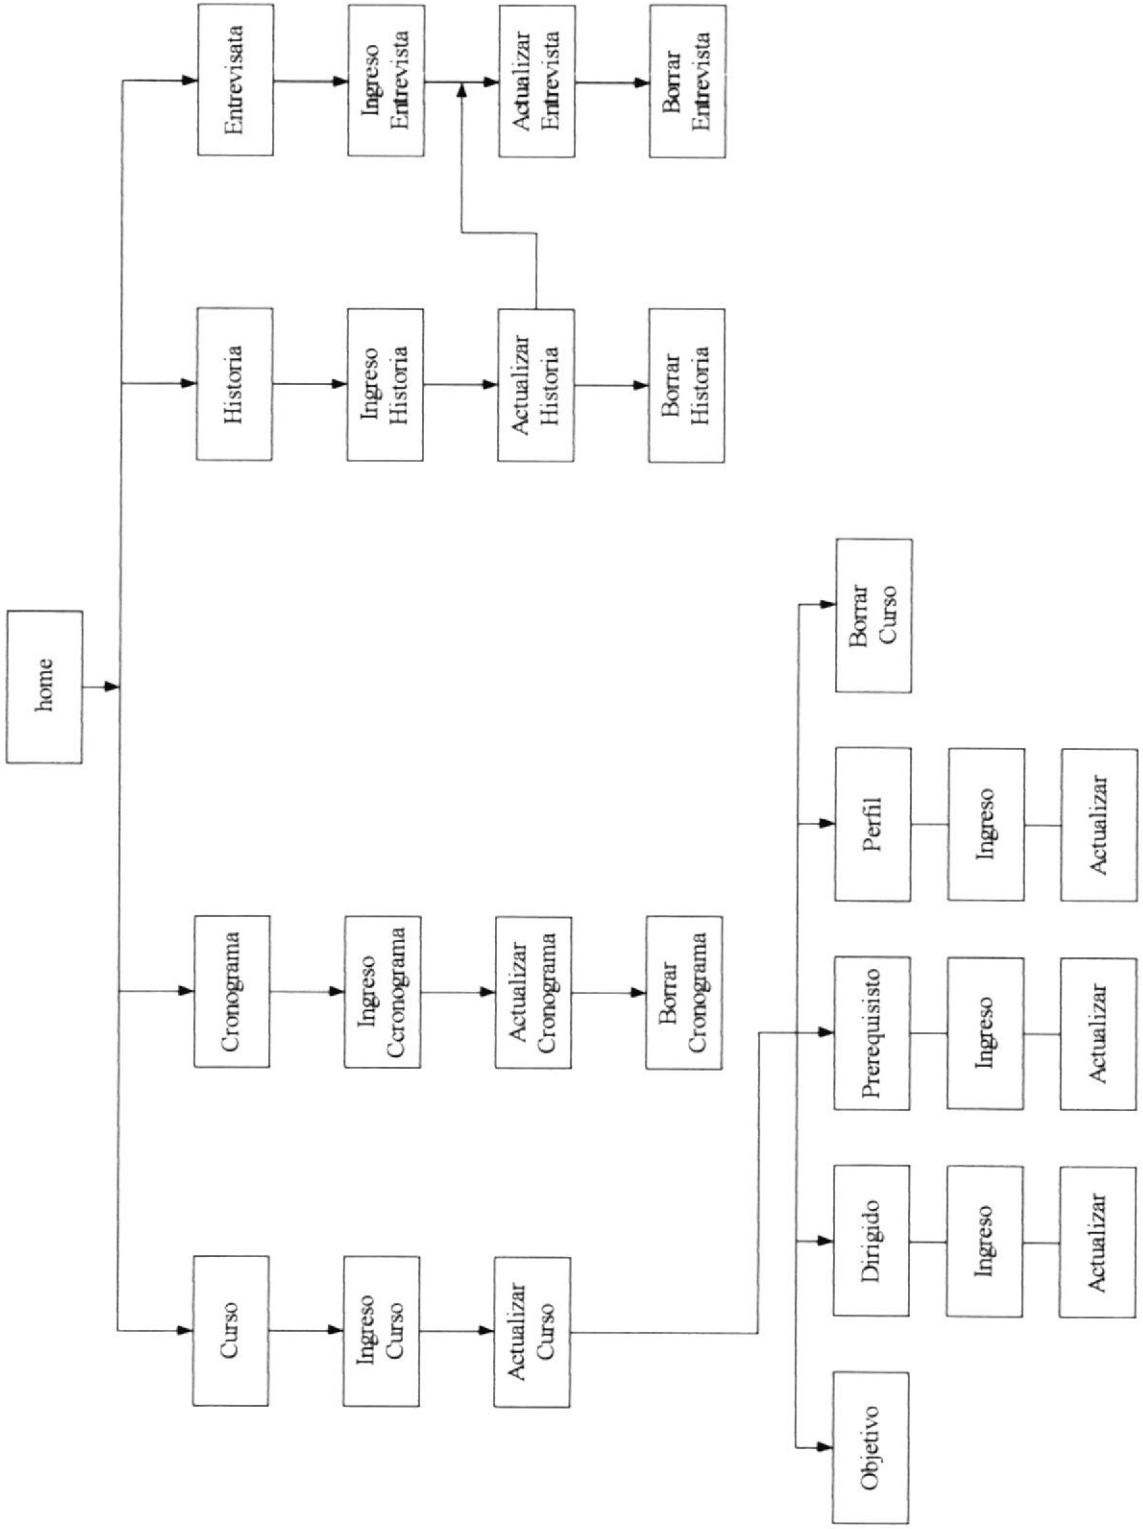 home
Curso
Ingreso
Curso
Actualizar
Curso
Cronograma
Ingreso
Ccronograma
Actualizar
Cronograma
Borrar
Cronograma
Historia
Ingreso
Historia
Actualizar
Historia
Borrar
Historia
Entrevisata
Ingreso
Entrevista
Actualizar
Entrevista
Borrar
Entrevista
Objetivo
Dirigido
Ingreso
Actualizar
Prerequisisto
Ingreso
Actualizar
Perfil
Ingreso
Actualizar
Borrar
Curso